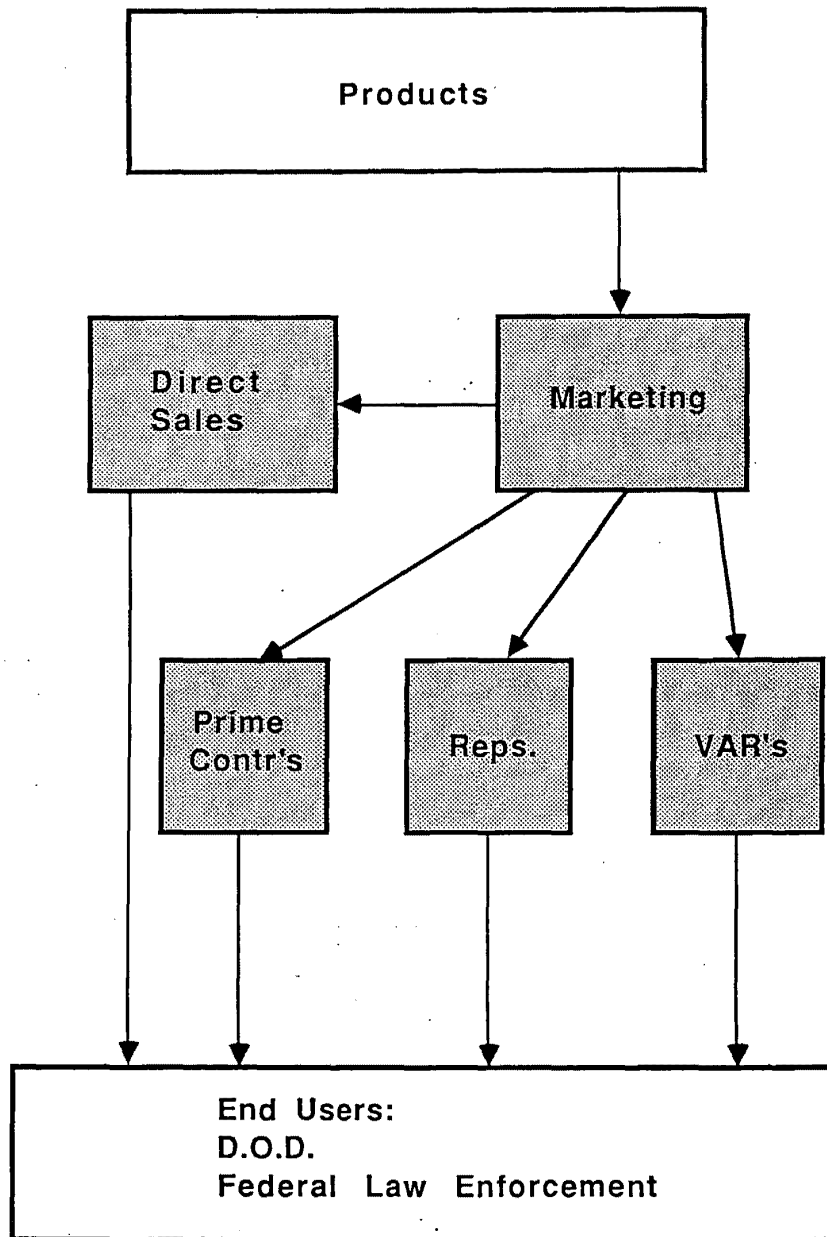 Products
Direct
Sales
Marketing
Prime
Contr's
Reps.
VAR's
End Users:
D.O.D.
Federal Law Enforcement